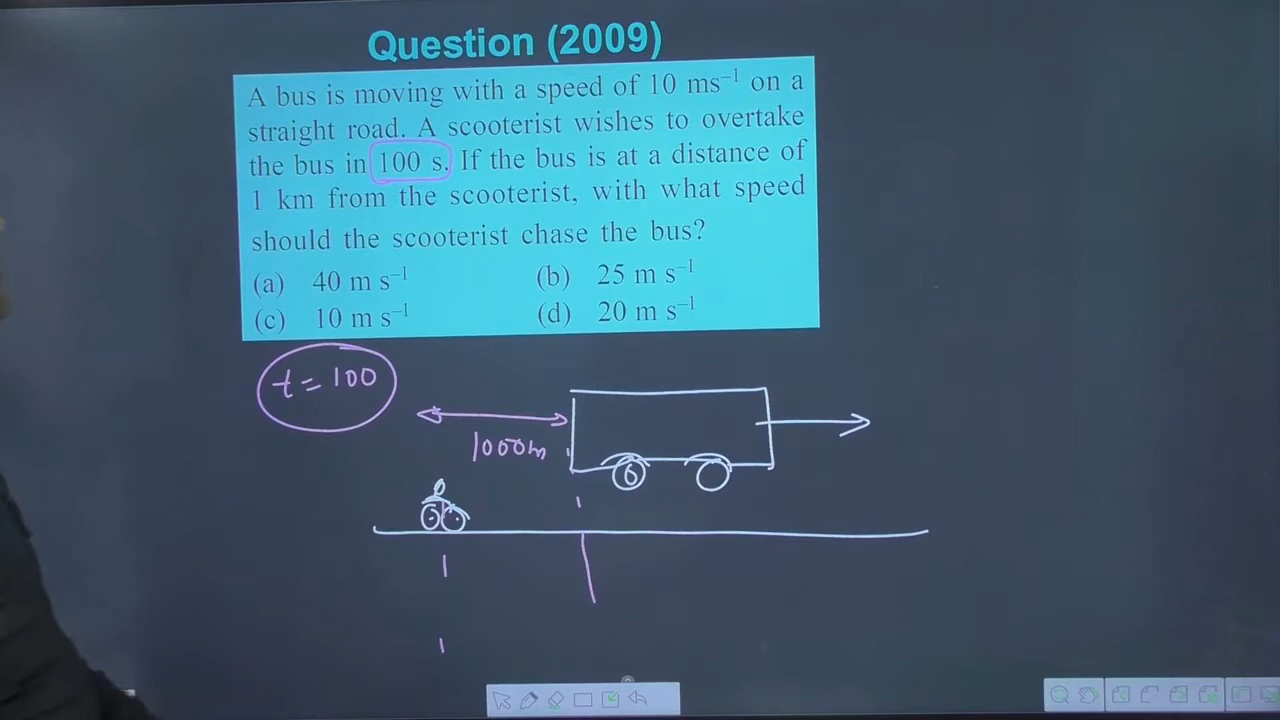 Question (2009)
A bus is moving with a speed of 10 ms⁻¹ on a
straight road. A scooterist wishes to overtake
the bus in 100 s. If the bus is at a distance of
1 km from the scooterist, with what speed
should the scooterist chase the bus?
(a) 40 m s⁻¹ (b) 25 m s⁻¹
(c) 10 m s⁻¹ (d) 20 m s⁻¹
t = 100
1000m